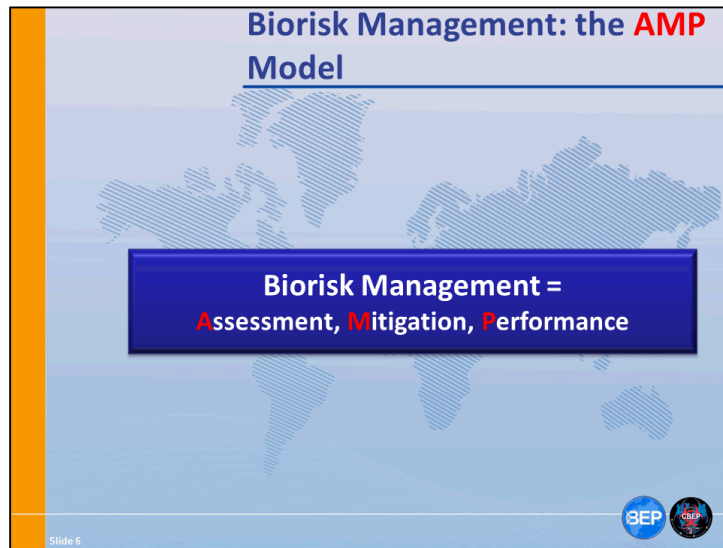 Biorisk Management: the AMP
Model
Biorisk Management =
Assessment, Mitigation, Performance
Slide 6
BEP
CBEP